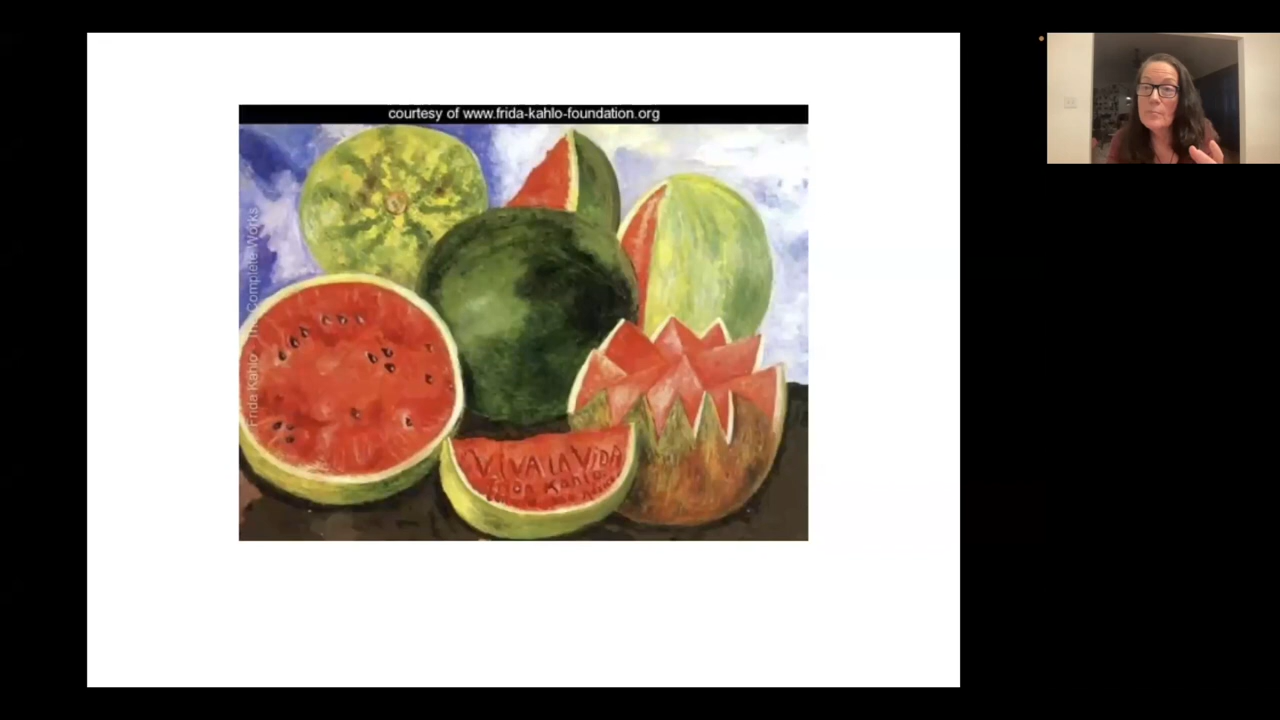 courtesy of www.frida-kahlo-foundation.org
Frida Kahlo - The Complete Works
VIVA LA VIDA
Frida Kahlo.